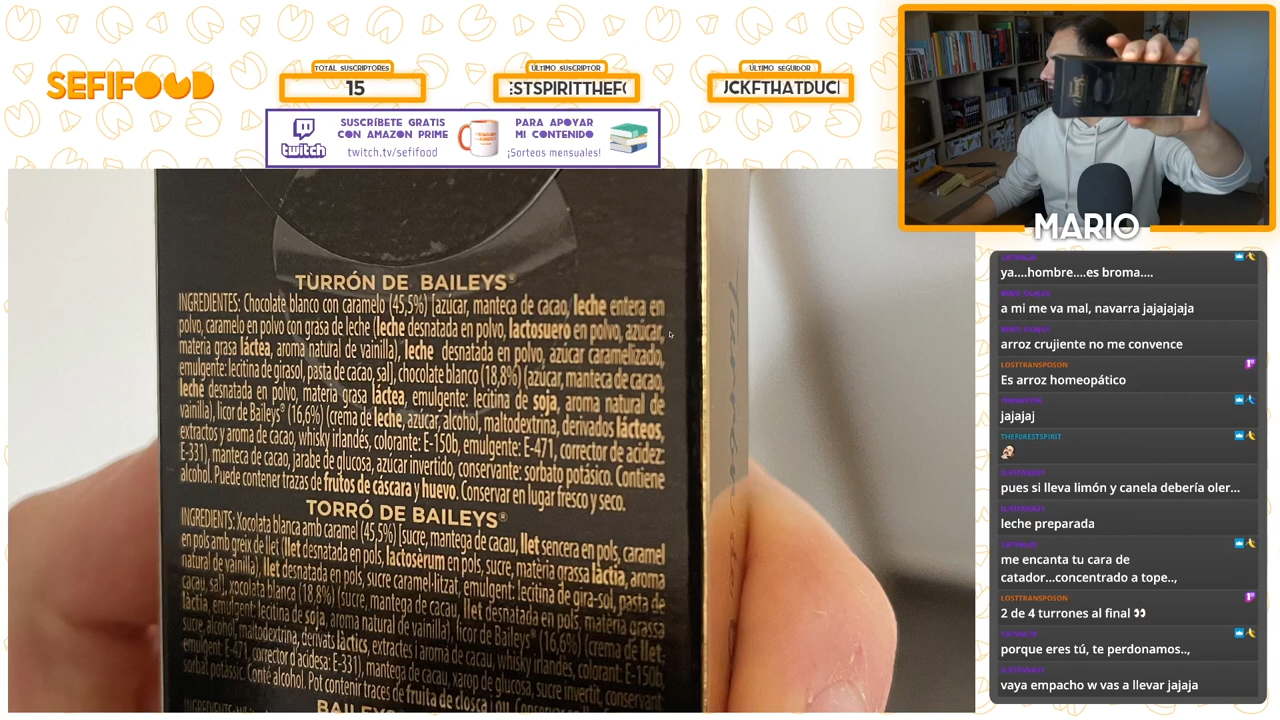 SEFIFOOD
TOTAL SUSCRIPTORES
15
ÚLTIMO SUSCRIPTOR
ESTSPIRITTHEFO
ÚLTIMO SEGUIDOR
UCKFTHATDUCK
SUSCRÍBETE GRATIS
CON AMAZON PRIME
twitch.tv/sefifood
twitch
PARA APOYAR
MI CONTENIDO
¡Sorteos mensuales!
MARIO
TURRÓN DE BAILEYS®
INGREDIENTES: Chocolate blanco con caramelo (45,5%) [azúcar, manteca de cacao, leche entera en
polvo, caramelo en polvo con grasa de leche (leche desnatada en polvo, lactosuero en polvo, azúcar,
materia grasa láctea, aroma natural de vainilla), leche desnatada en polvo, azúcar caramelizado,
emulgente: lecitina de girasol, pasta de cacao, sal], chocolate blanco (18,8%) (azúcar, manteca de cacao,
leche desnatada en polvo, materia grasa láctea, emulgente: lecitina de soja, aroma natural de
vainilla), licor de Baileys® (16,6%) (crema de leche, azúcar, alcohol, maltodextrina, derivados lácteos,
extractos y aroma de cacao, whisky irlandés, colorante: E-150b, emulgente: E-471, corrector de acidez:
E-331), manteca de cacao, jarabe de glucosa, azúcar invertido, conservante: sorbato potásico. Contiene
alcohol. Puede contener trazas de frutos de cáscara y huevo. Conservar en lugar fresco y seco.
TORRÓ DE BAILEYS®
INGREDIENTS: Xocolata blanca amb caramel (45,5%) [sucre, mantega de cacau, llet sencera en pols, caramel
en pols amb greix de llet (llet desnatada en pols, lactosèrum en pols, sucre, matèria grassa làctia, aroma
natural de vainilla), llet desnatada en pols, sucre caramel·litzat, emulgent: lecitina de gira-sol, pasta de
cacau, sal], xocolata blanca (18,8%) (sucre, mantega de cacau, llet desnatada en pols, matèria grassa
làctia, emulgent: lecitina de soja, aroma natural de vainilla), licor de Baileys® (16,6%) (crema de llet,
sucre, alcohol, maltodextrina, derivats làctics, extractes i aroma de cacau, whisky irlandès, colorant: E-150b,
emulgent: E-471, corrector d'acidesa: E-331), mantega de cacau, xarop de glucosa, sucre invertit, conservant:
sorbat potàssic. Conté alcohol. Pot contenir traces de fruita de closca i ou.
ya....hombre....es broma....
a mi me va mal, navarra jajajajaja
arroz crujiente no me convence
LOSTTRANSPOSON
Es arroz homeopático
jajajaj
THEFORESTSPIRIT
pues si lleva limón y canela debería oler...
leche preparada
me encanta tu cara de
catador...concentrado a tope..,
LOSTTRANSPOSON
2 de 4 turrones al final 👀
porque eres tú, te perdonamos..,
vaya empacho w vas a llevar jajaja